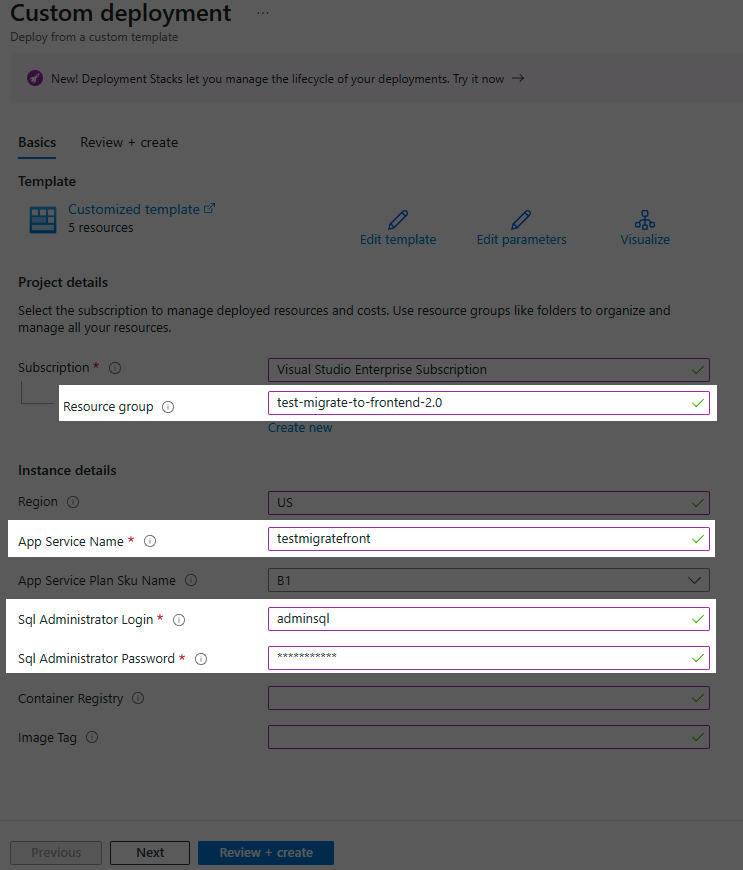 Custom deployment ...
Deploy from a custom template
New! Deployment Stacks let you manage the lifecycle of your deployments. Try it now →
Basics Review + create
Template
Customized template
5 resources
Edit template Edit parameters Visualize
Project details
Select the subscription to manage deployed resources and costs. Use resource groups like folders to organize and
manage all your resources.
Subscription * Visual Studio Enterprise Subscription
Resource group test-migrate-to-frontend-2.0
Create new
Instance details
Region US
App Service Name * testmigratefront
App Service Plan Sku Name B1
Sql Administrator Login * adminsql
Sql Administrator Password * ***********
Container Registry
Image Tag
Previous Next Review + create